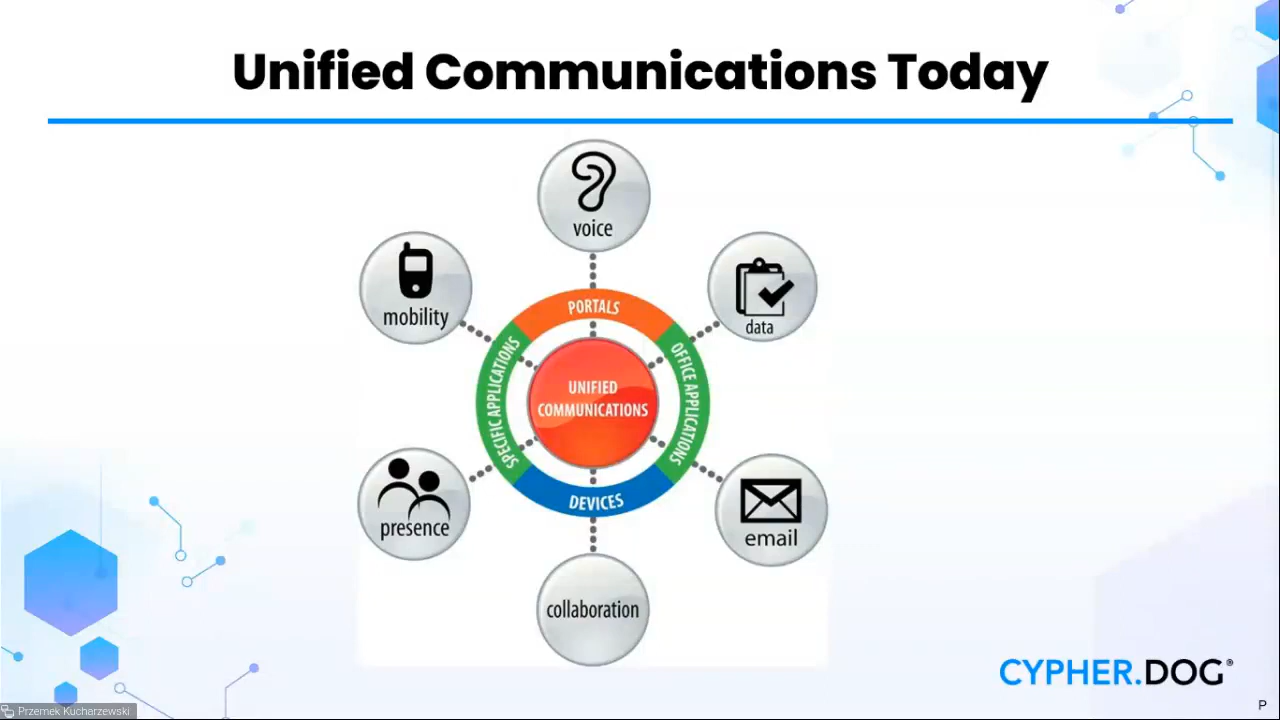 Unified Communications Today
voice
mobility
data
PORTALS
SPECIFIC APPLICATIONS
OFFICE APPLICATIONS
UNIFIED
COMMUNICATIONS
DEVICES
presence
email
collaboration
CYPHER.DOG®
Przemek Kucharzewski
P